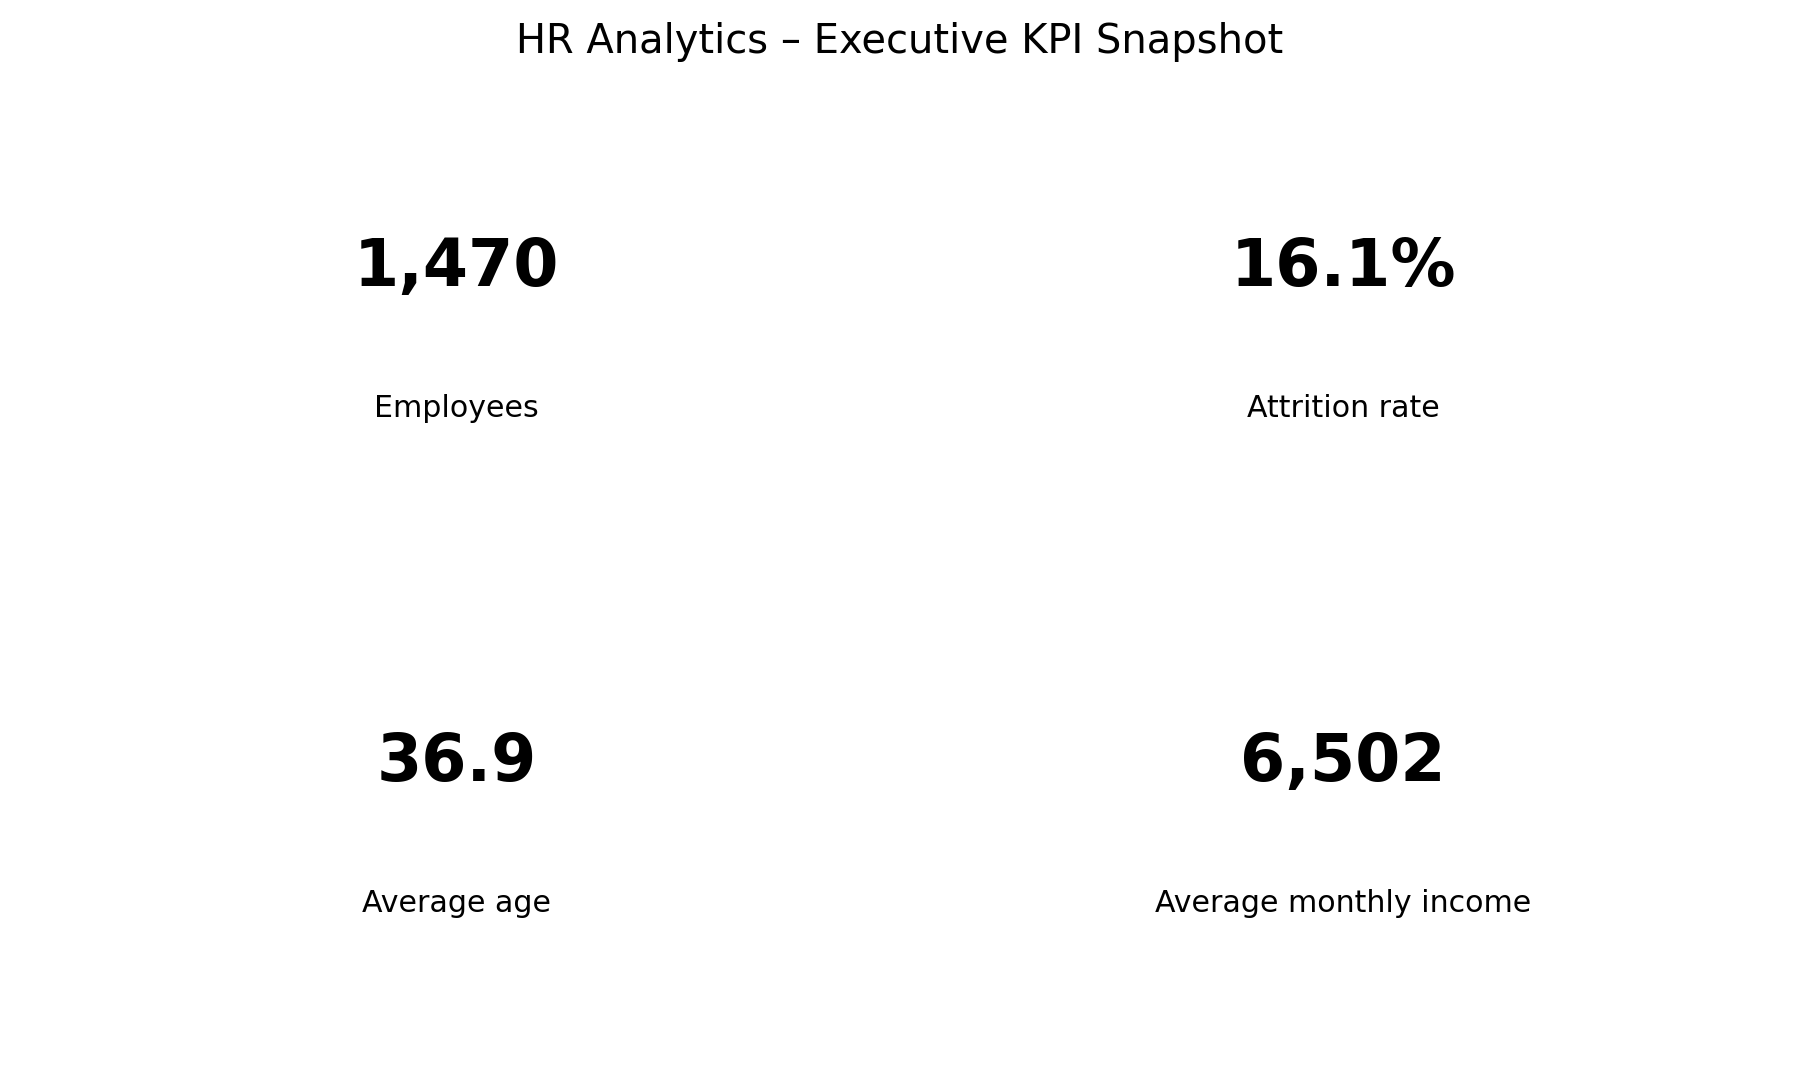 HR Analytics – Executive KPI Snapshot
1,470
16.1%
Employees
Attrition rate
36.9
6,502
Average age
Average monthly income